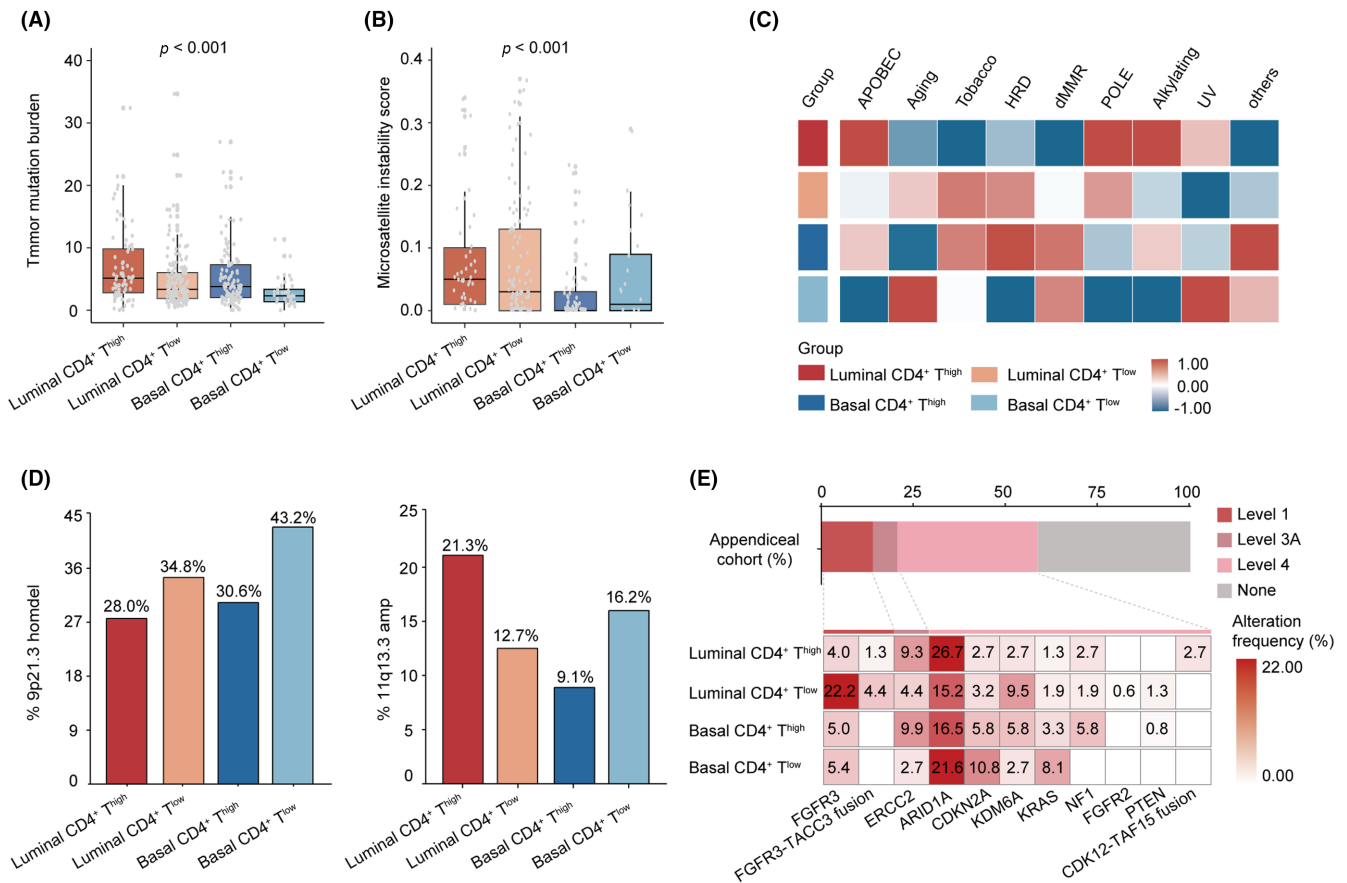 (A)
p < 0.001
Tmmor mutation burden
40
30
20
10
0
Luminal CD4⁺ Tʰⁱᵍʰ
Luminal CD4⁺ Tˡᵒʷ
Basal CD4⁺ Tʰⁱᵍʰ
Basal CD4⁺ Tˡᵒʷ
(B)
p < 0.001
Microsatellite instability score
0.4
0.3
0.2
0.1
0.0
Luminal CD4⁺ Tʰⁱᵍʰ
Luminal CD4⁺ Tˡᵒʷ
Basal CD4⁺ Tʰⁱᵍʰ
Basal CD4⁺ Tˡᵒʷ
(C)
Group
APOBEC
Aging
Tobacco
HRD
dMMR
POLE
Alkylating
UV
others
Group
Luminal CD4⁺ Tʰⁱᵍʰ
Luminal CD4⁺ Tˡᵒʷ
Basal CD4⁺ Tʰⁱᵍʰ
Basal CD4⁺ Tˡᵒʷ
1.00
0.00
-1.00
(D)
% 9p21.3 homdel
45
36
27
18
9
0
28.0%
34.8%
30.6%
43.2%
Luminal CD4⁺ Tʰⁱᵍʰ
Luminal CD4⁺ Tˡᵒʷ
Basal CD4⁺ Tʰⁱᵍʰ
Basal CD4⁺ Tˡᵒʷ
% 11q13.3 amp
25
20
15
10
5
0
21.3%
12.7%
9.1%
16.2%
Luminal CD4⁺ Tʰⁱᵍʰ
Luminal CD4⁺ Tˡᵒʷ
Basal CD4⁺ Tʰⁱᵍʰ
Basal CD4⁺ Tˡᵒʷ
(E)
0 25 50 75 100
Appendiceal
cohort (%)
Level 1
Level 3A
Level 4
None
Alteration
frequency (%)
22.00
0.00
Luminal CD4⁺ Tʰⁱᵍʰ 4.0 1.3 9.3 26.7 2.7 2.7 1.3 2.7 2.7
Luminal CD4⁺ Tˡᵒʷ 22.2 4.4 4.4 15.2 3.2 9.5 1.9 1.9 0.6 1.3
Basal CD4⁺ Tʰⁱᵍʰ 5.0 9.9 16.5 5.8 5.8 3.3 5.8 0.8
Basal CD4⁺ Tˡᵒʷ 5.4 2.7 21.6 10.8 2.7 8.1
FGFR3
FGFR3-TACC3 fusion
ERCC2
ARID1A
CDKN2A
KDM6A
KRAS
NF1
FGFR2
PTEN
CDK12-TAF15 fusion